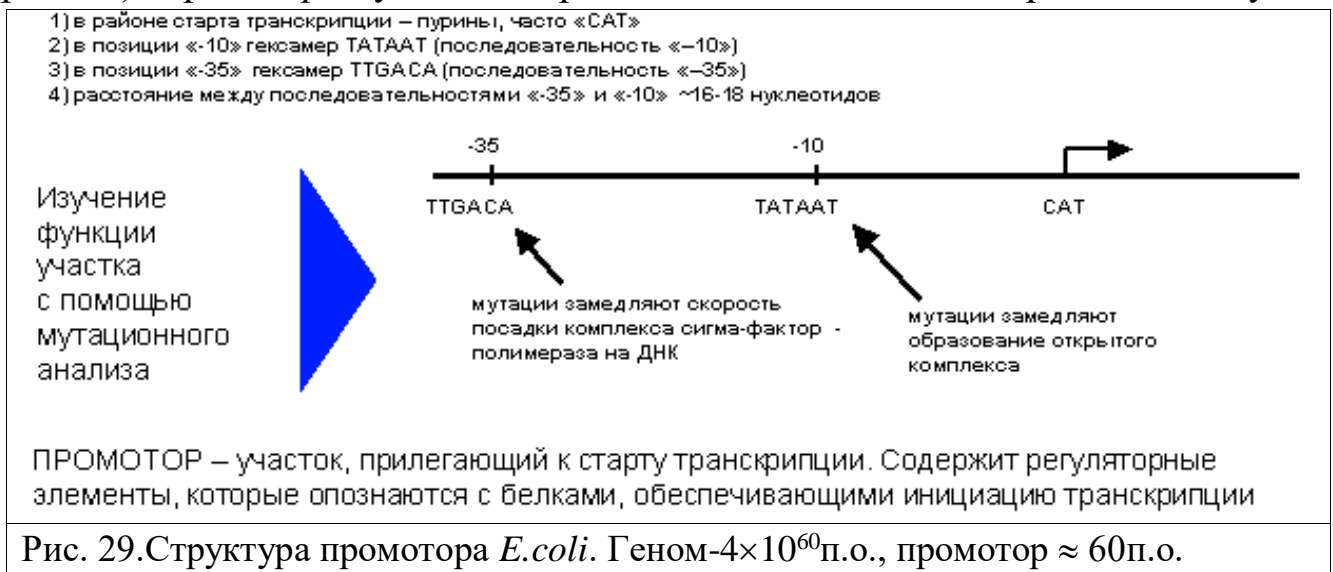 1) в районе старта транскрипции – пурины, часто «CAT»
2) в позиции «-10» гексамер TATAAT (последовательность «–10»)
3) в позиции «-35» гексамер TTGACA (последовательность «–35»)
4) расстояние между последовательностями «-35» и «-10» ~16-18 нуклеотидов
-35
-10
TTGACA
TATAAT
CAT
Изучение
функции
участка
с помощью
мутационного
анализа
мутации замедляют скорость
посадки комплекса сигма-фактор -
полимераза на ДНК
мутации замедляют
образование открытого
комплекса
ПРОМОТОР – участок, прилегающий к старту транскрипции. Содержит регуляторные
элементы, которые опознаются с белками, обеспечивающими инициацию транскрипции
Рис. 29.Структура промотора E.coli. Геном-4×10⁶⁰п.о., промотор ≈ 60п.о.